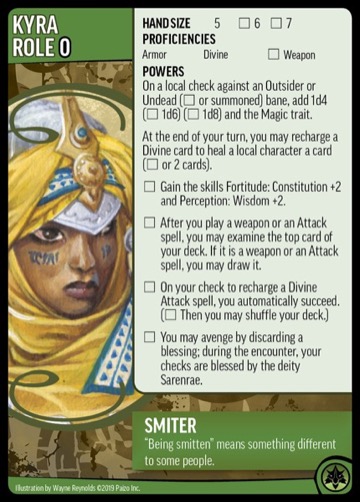 KYRA
ROLE 0
HAND SIZE 5 ☐ 6 ☐ 7
PROFICIENCIES
Armor Divine ☐ Weapon
POWERS
On a local check against an Outsider or
Undead (☐ or summoned) bane, add 1d4
(☐ 1d6) (☐ 1d8) and the Magic trait.
At the end of your turn, you may recharge a
Divine card to heal a local character a card
(☐ or 2 cards).
☐ Gain the skills Fortitude: Constitution +2
and Perception: Wisdom +2.
☐ After you play a weapon or an Attack
spell, you may examine the top card of
your deck. If it is a weapon or an Attack
spell, you may draw it.
☐ On your check to recharge a Divine
Attack spell, you automatically succeed.
(☐ Then you may shuffle your deck.)
☐ You may avenge by discarding a
blessing; during the encounter, your
checks are blessed by the deity
Sarenrae.
SMITER
“Being smitten” means something different
to some people.
Illustration by Wayne Reynolds ©2019 Paizo Inc.